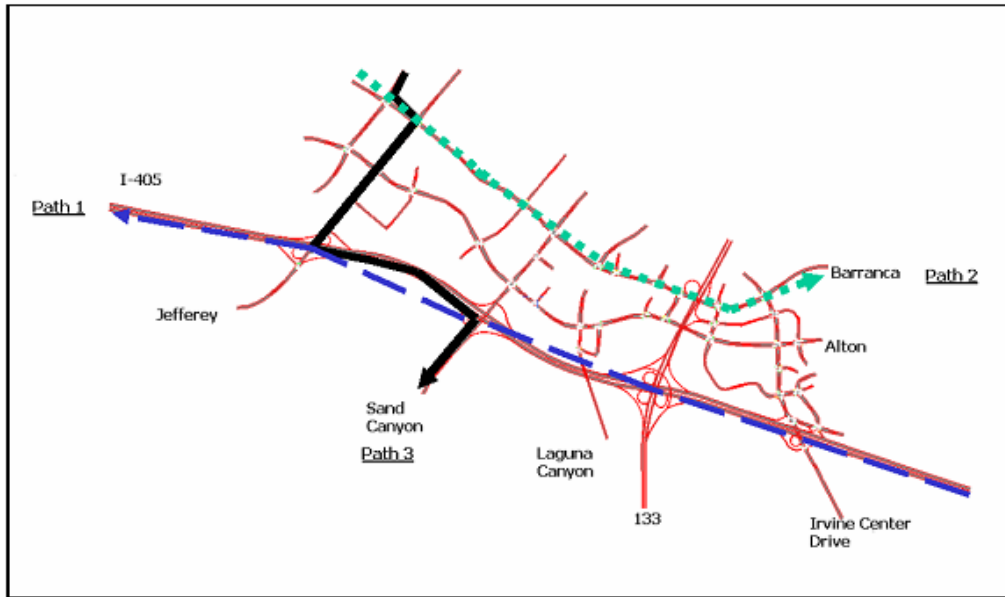 I-405
Path 1
Barranca
Path 2
Jefferey
Alton
Sand
Canyon
Path 3
Laguna
Canyon
133
Irvine Center
Drive